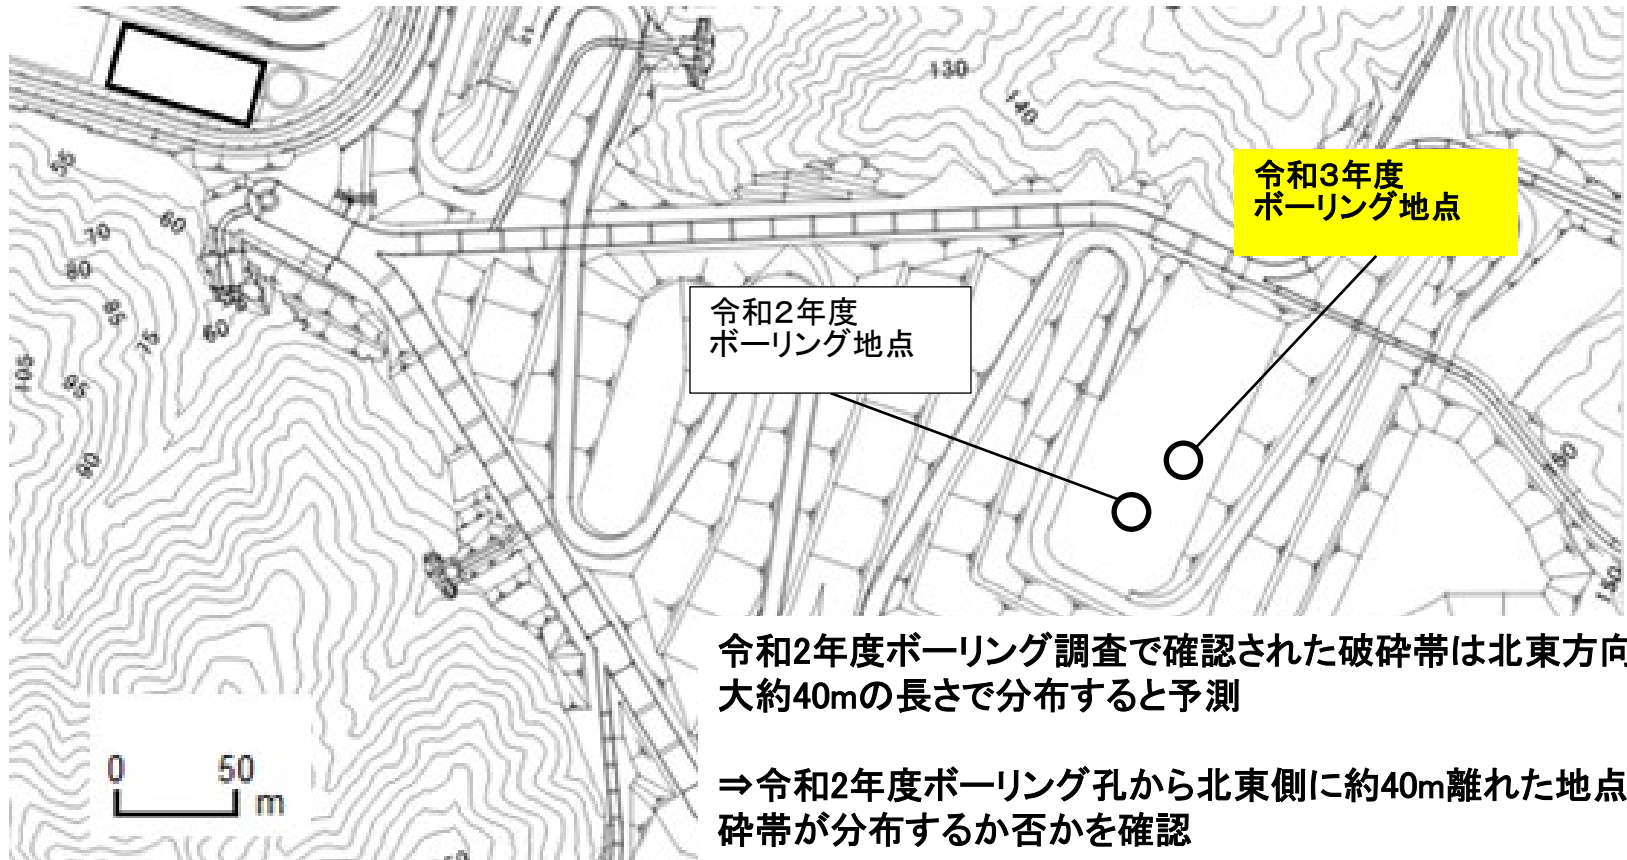 130
140
55
60
70
80
85
75
60
105
95
90
令和3年度
ボーリング地点
令和2年度
ボーリング地点
150
150
令和2年度ボーリング調査で確認された破砕帯は北東方向
大約40mの長さで分布すると予測
⇒令和2年度ボーリング孔から北東側に約40m離れた地点
砕帯が分布するか否かを確認
0 50
m